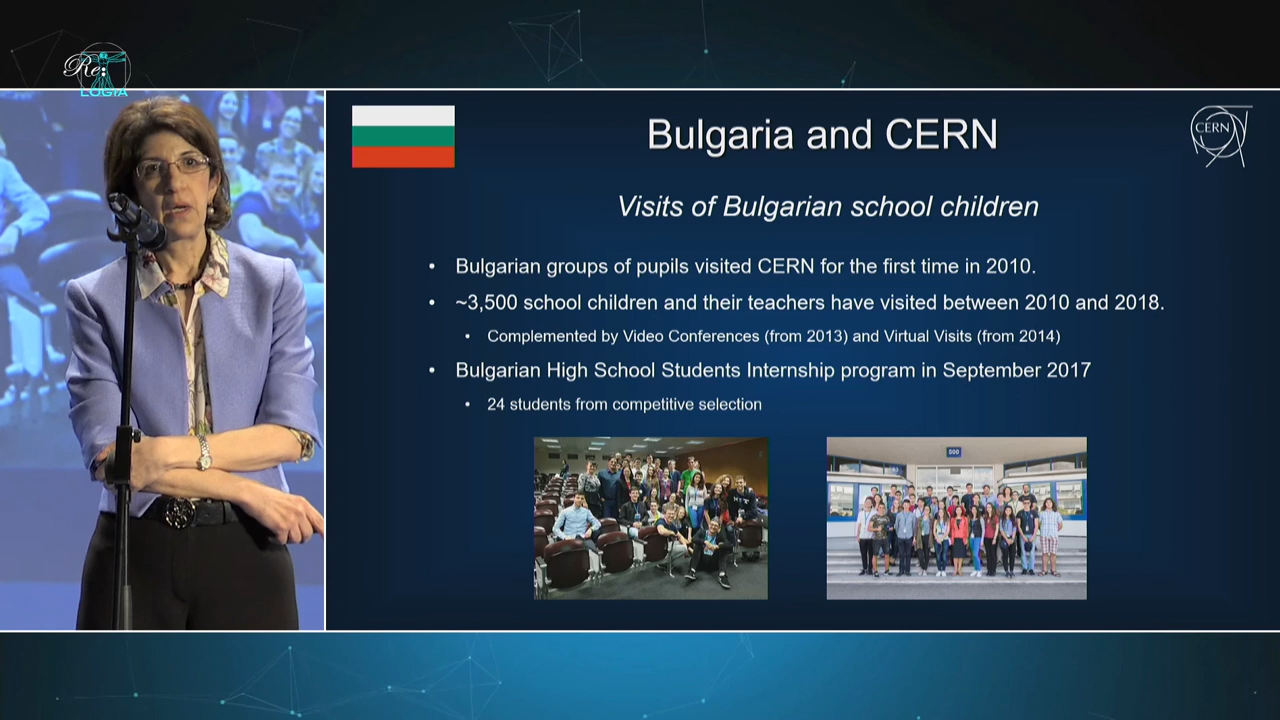 Re:
LOGIA
Bulgaria and CERN
CERN
Visits of Bulgarian school children
• Bulgarian groups of pupils visited CERN for the first time in 2010.
• ~3,500 school children and their teachers have visited between 2010 and 2018.
• Complemented by Video Conferences (from 2013) and Virtual Visits (from 2014)
• Bulgarian High School Students Internship program in September 2017
• 24 students from competitive selection